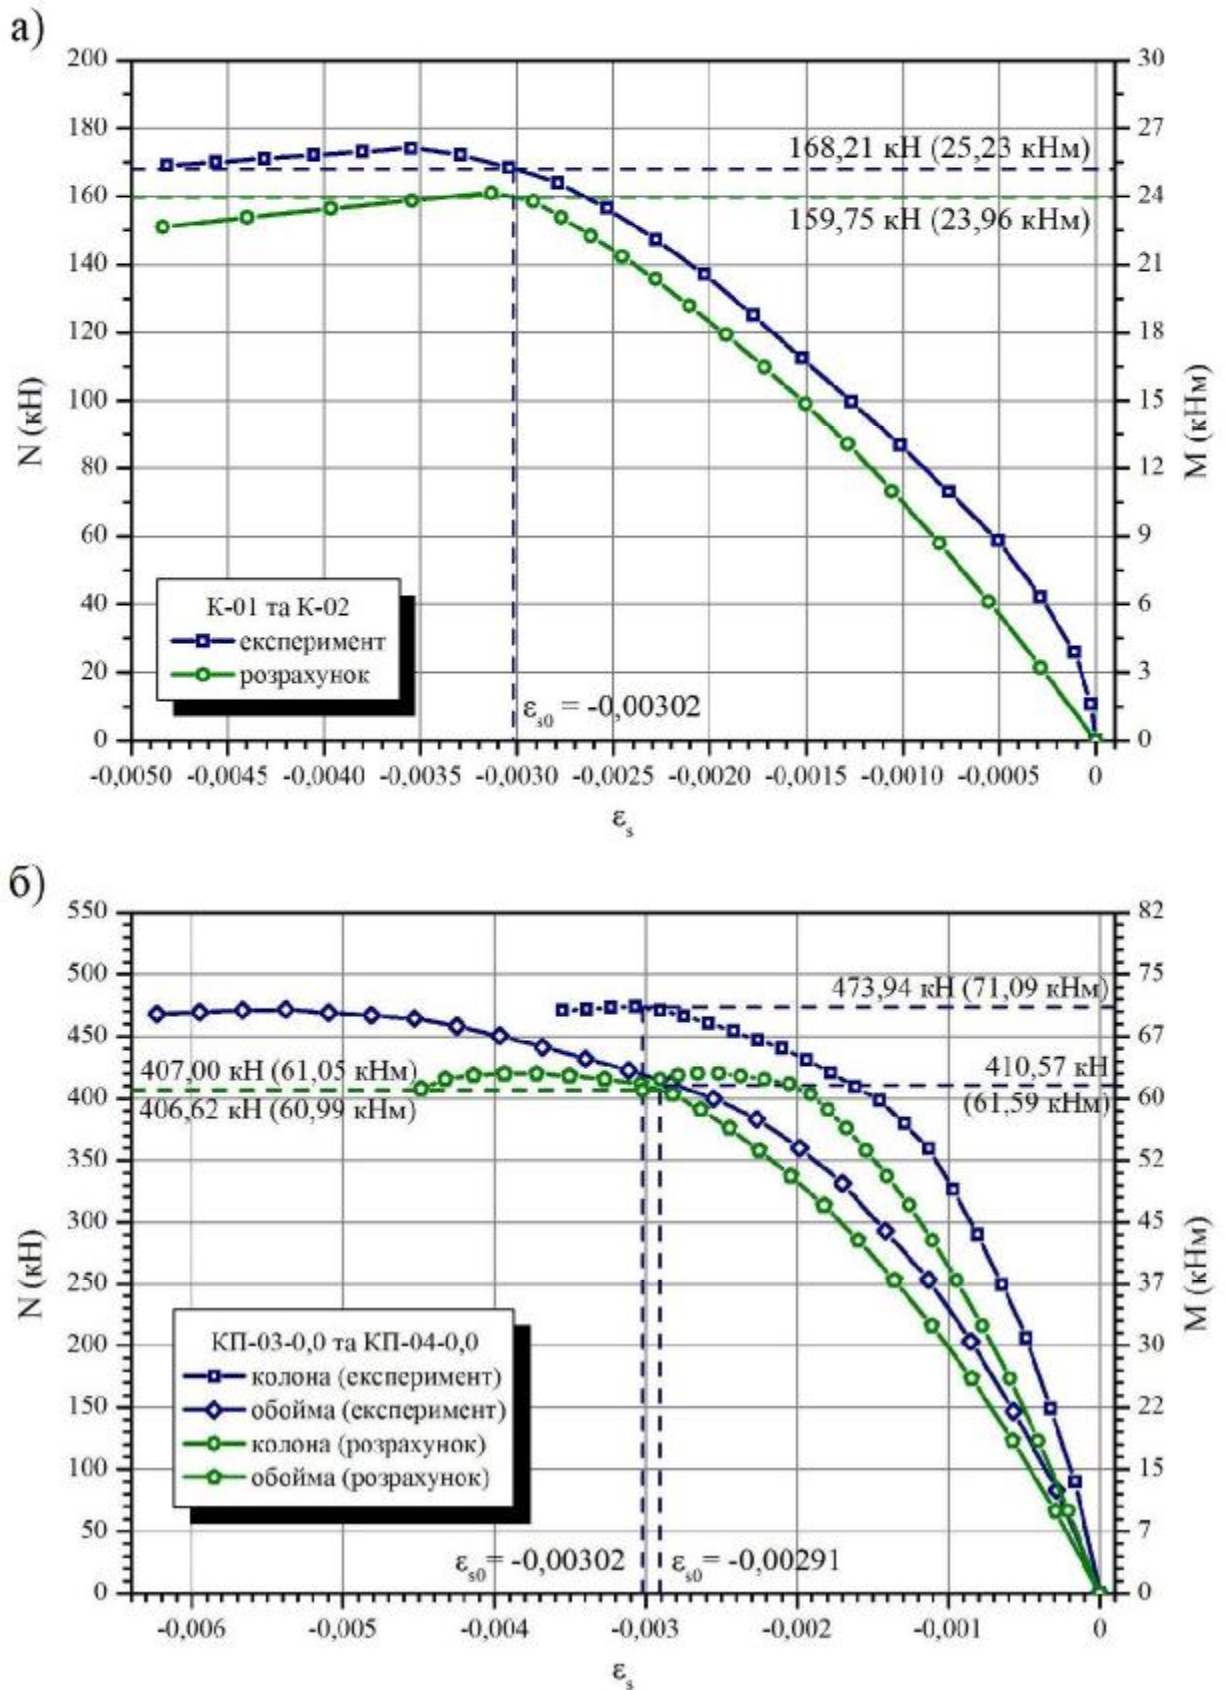 а)
200
180
160
140
120
100
80
60
40
20
0
N (кН)
30
27
24
21
18
15
12
9
6
3
0
M (кНм)
168,21 кН (25,23 кНм)
159,75 кН (23,96 кНм)
К-01 та К-02
експеримент
розрахунок
εs0 = -0,00302
-0,0050 -0,0045 -0,0040 -0,0035 -0,0030 -0,0025 -0,0020 -0,0015 -0,0010 -0,0005 0
εs
б)
550
500
450
400
350
300
250
200
150
100
50
0
N (кН)
82
75
67
60
52
45
37
30
22
15
7
0
M (кНм)
473,94 кН (71,09 кНм)
407,00 кН (61,05 кНм)
406,62 кН (60,99 кНм)
410,57 кН
(61,59 кНм)
КП-03-0,0 та КП-04-0,0
колона (експеримент)
обойма (експеримент)
колона (розрахунок)
обойма (розрахунок)
εs0= -0,00302
εs0= -0,00291
-0,006 -0,005 -0,004 -0,003 -0,002 -0,001 0
εs